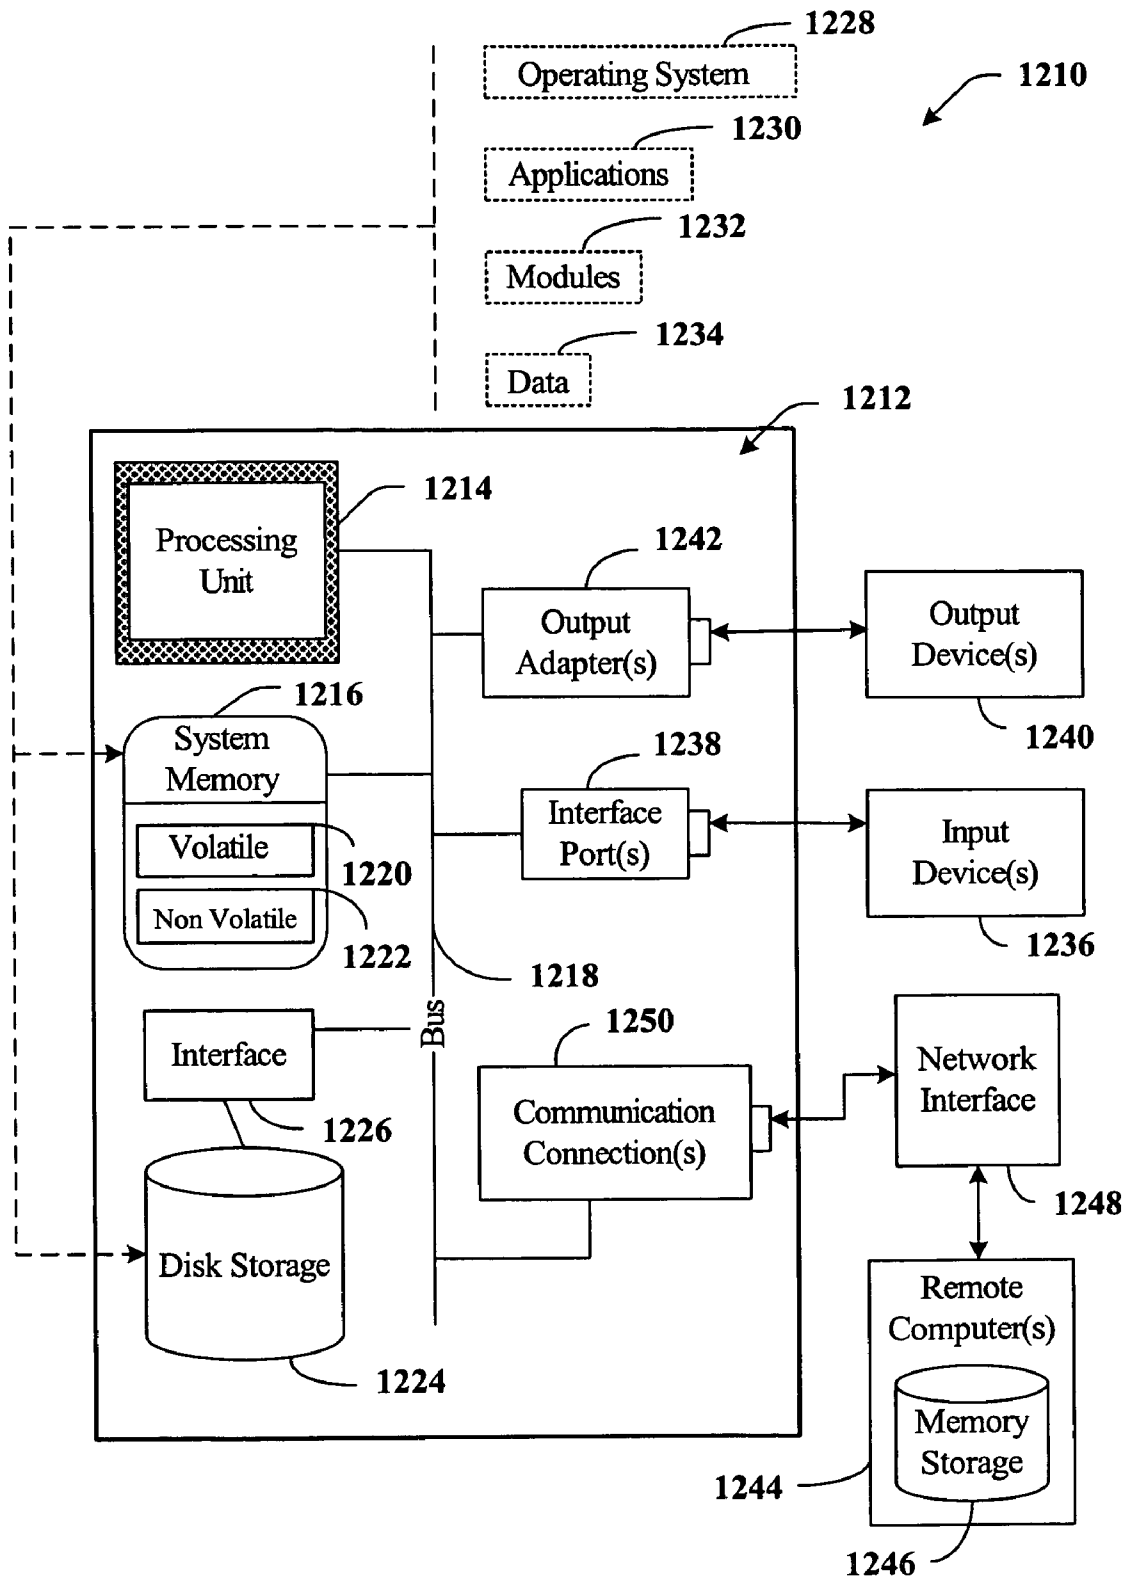 1228
Operating System
1210
1230
Applications
1232
Modules
1234
Data
1212
1214
Processing
Unit
1242
Output
Adapter(s)
Output
Device(s)
1240
1216
System
Memory
1238
Interface
Port(s)
Input
Device(s)
1236
Volatile
1220
Non Volatile
1222
1218
Bus
Interface
1226
1250
Communication
Connection(s)
Network
Interface
1248
Disk Storage
1224
Remote
Computer(s)
Memory
Storage
1244
1246